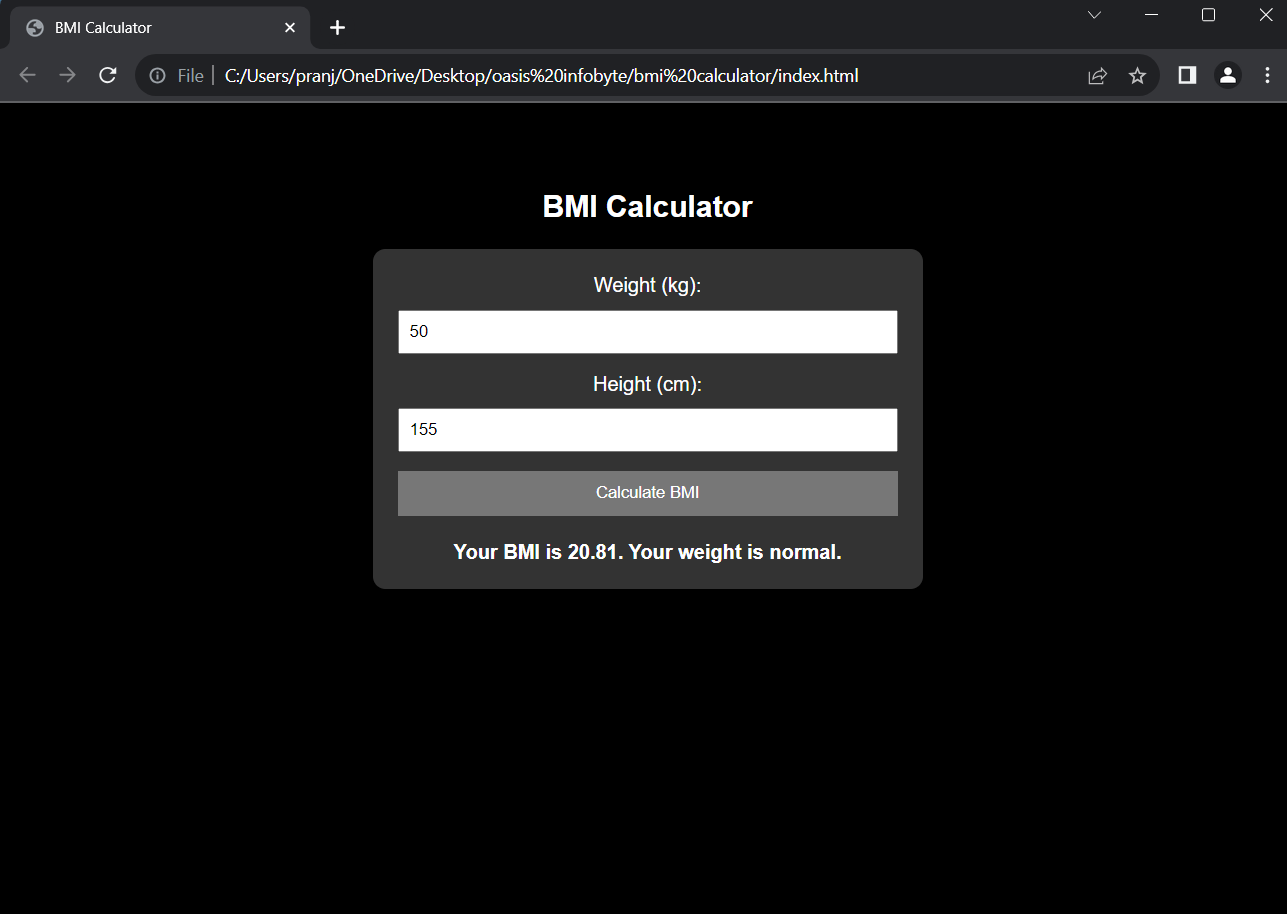 BMI Calculator
File
C:/Users/pranj/OneDrive/Desktop/oasis%20infobyte/bmi%20calculator/index.html
BMI Calculator
Weight (kg):
50
Height (cm):
155
Calculate BMI
Your BMI is 20.81. Your weight is normal.